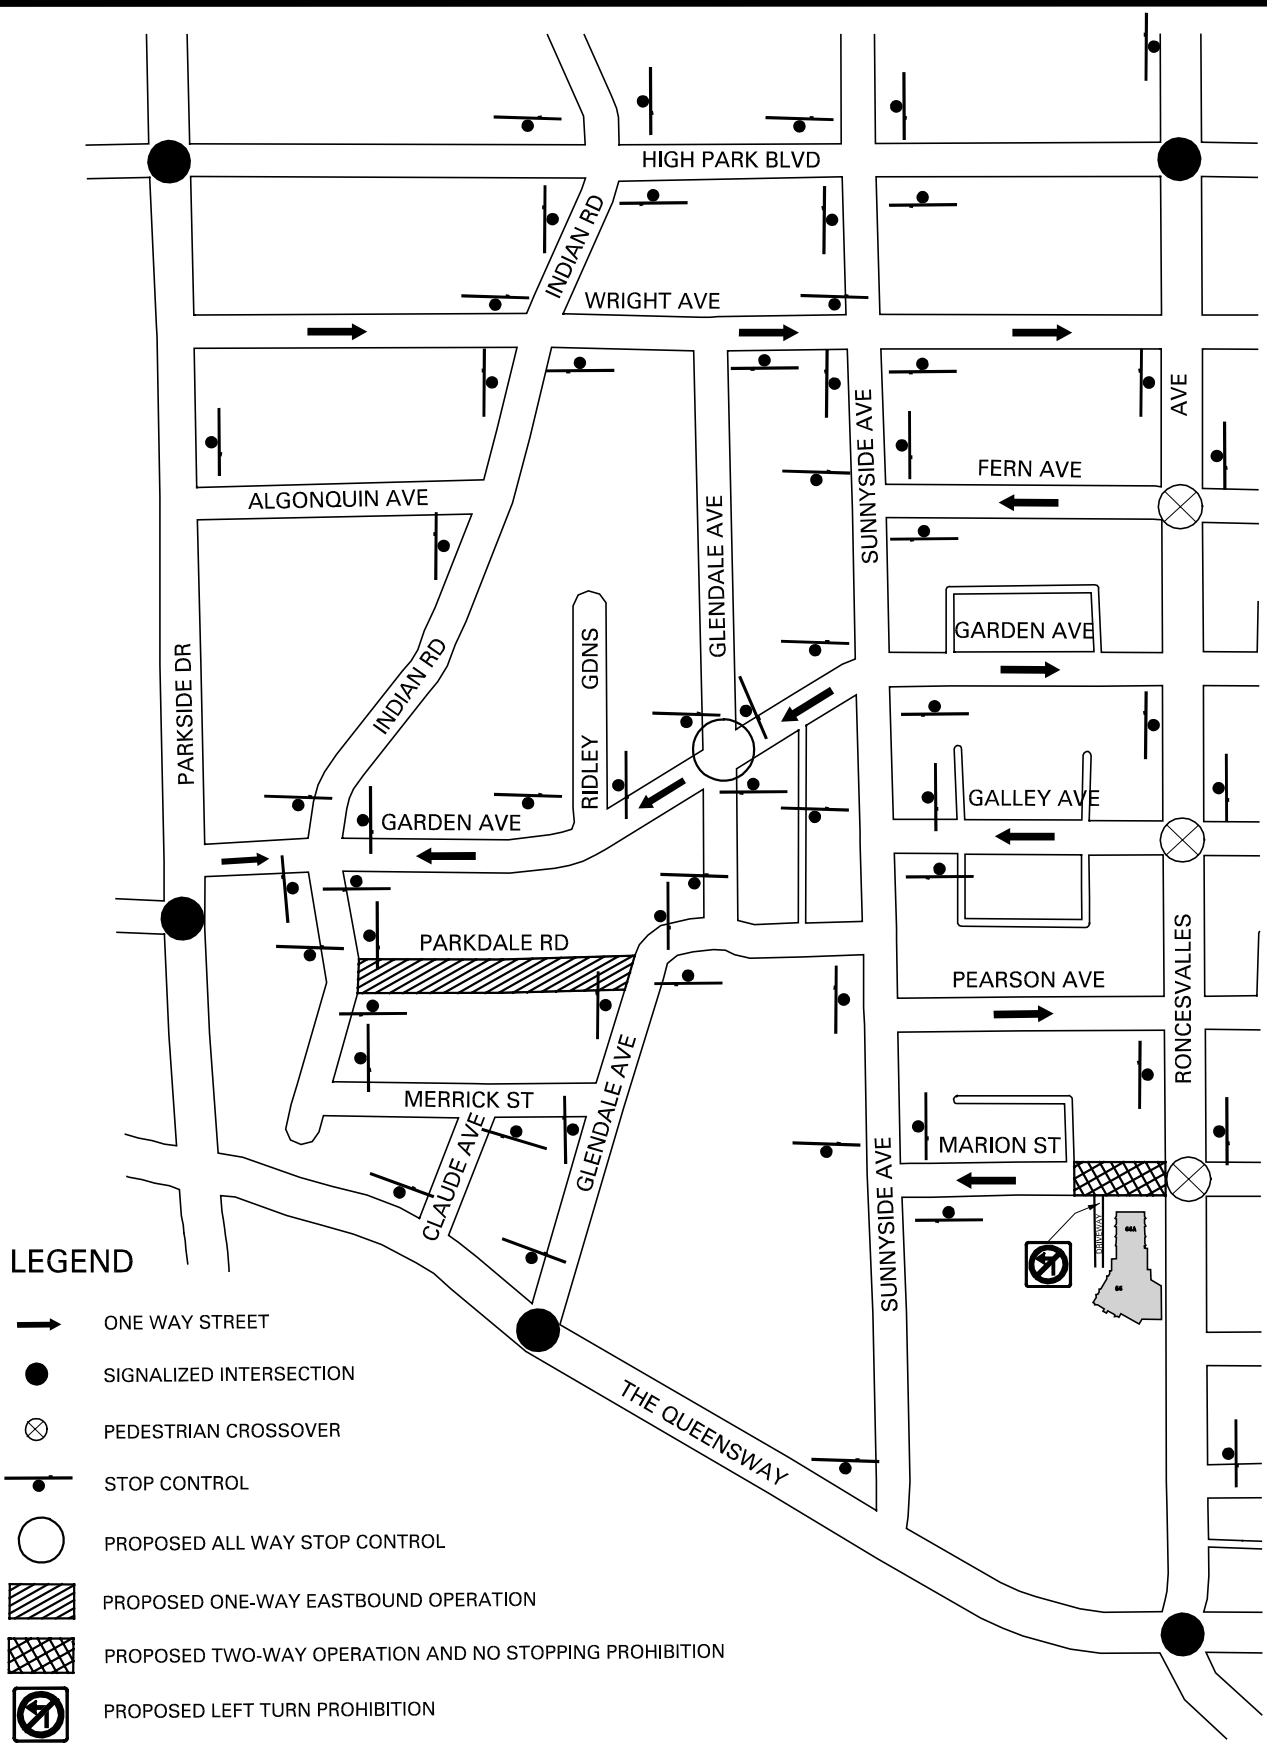 HIGH PARK BLVD
INDIAN RD
WRIGHT AVE
AVE
SUNNYSIDE AVE
FERN AVE
ALGONQUIN AVE
GLENDALE AVE
GARDEN AVE
RIDLEY GDNS
INDIAN RD
PARKSIDE DR
GALLEY AVE
GARDEN AVE
PARKDALE RD
PEARSON AVE
RONCESVALLES
GLENDALE AVE
MERRICK ST
CLAUDE AVE
MARION ST
SUNNYSIDE AVE
DRIVEWAY
66A
66
THE QUEENSWAY
LEGEND
ONE WAY STREET
SIGNALIZED INTERSECTION
PEDESTRIAN CROSSOVER
STOP CONTROL
PROPOSED ALL WAY STOP CONTROL
PROPOSED ONE-WAY EASTBOUND OPERATION
PROPOSED TWO-WAY OPERATION AND NO STOPPING PROHIBITION
PROPOSED LEFT TURN PROHIBITION